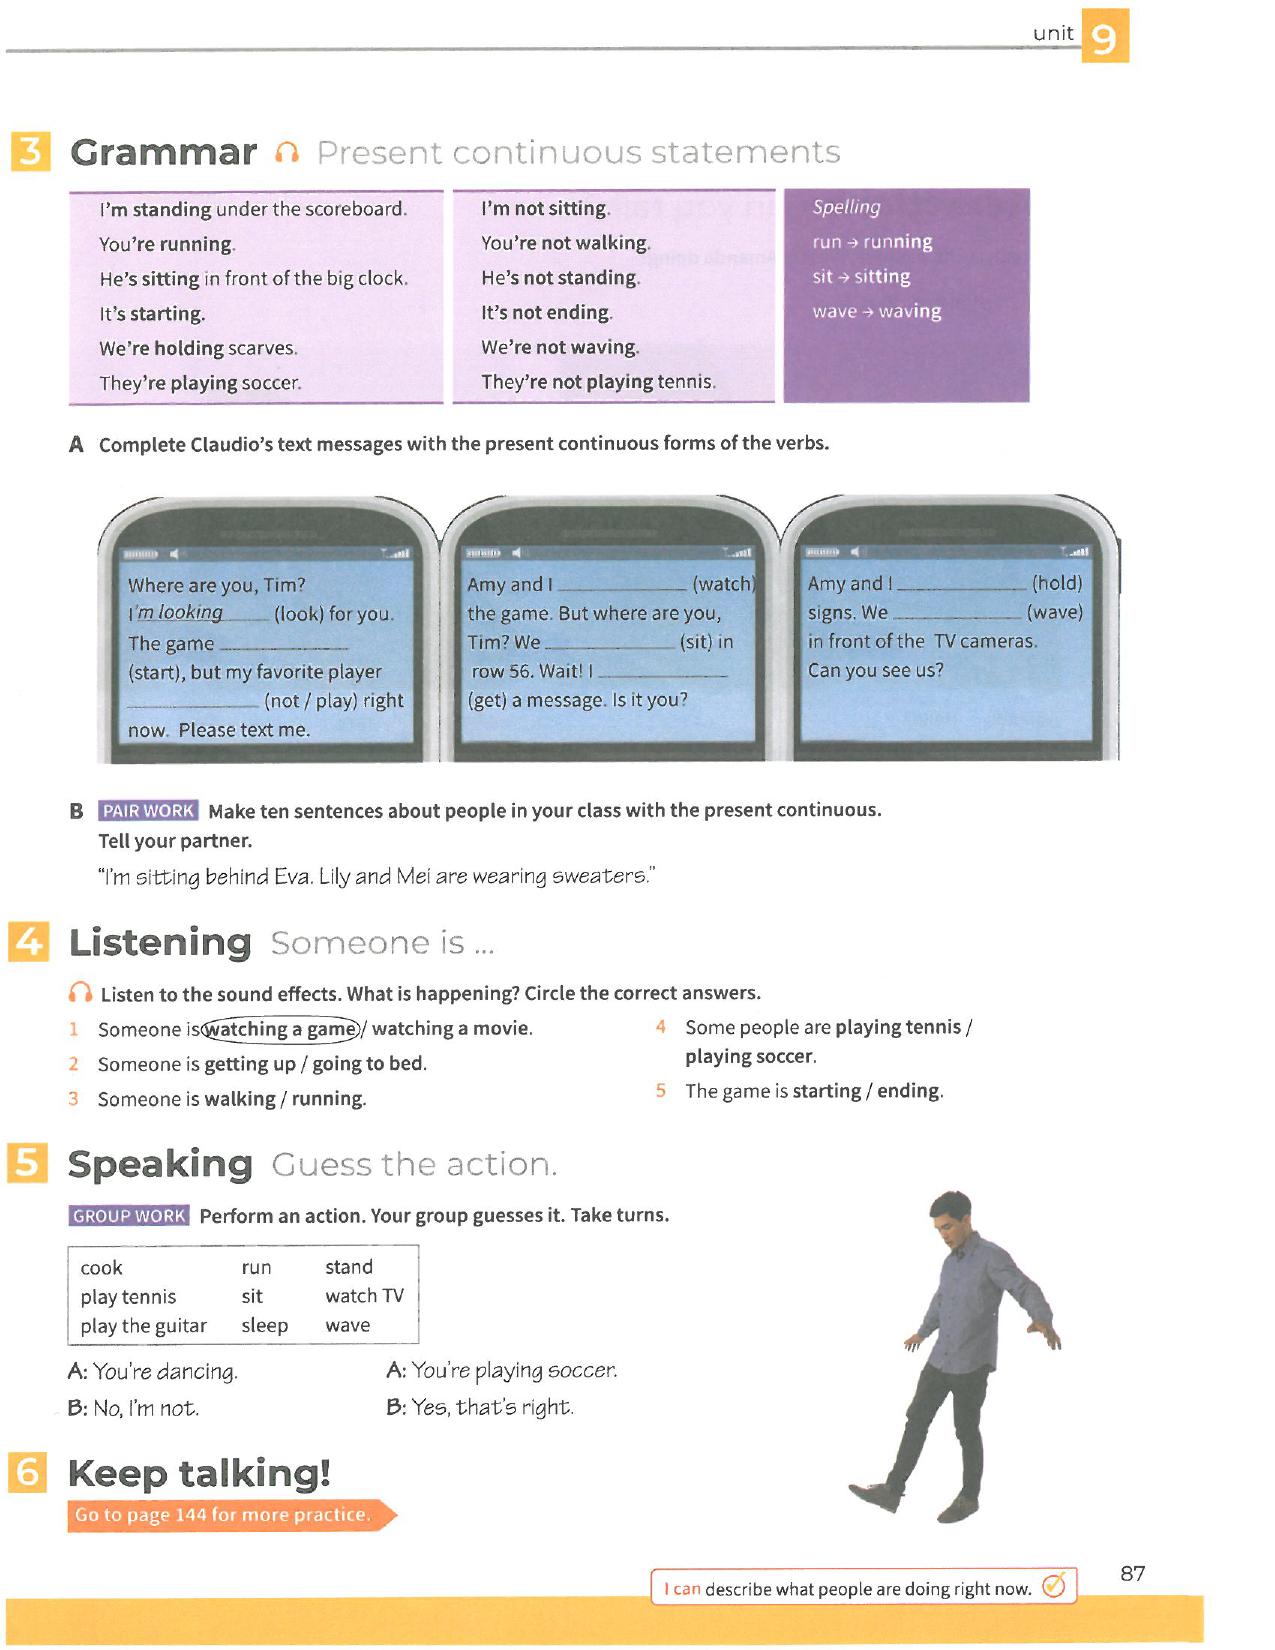 unit 9
3 Grammar Present continuous statements
I'm standing under the scoreboard.
You're running.
He's sitting in front of the big clock.
It's starting.
We're holding scarves.
They're playing soccer.
I'm not sitting.
You're not walking.
He's not standing.
It's not ending.
We're not waving.
They're not playing tennis.
Spelling
run → running
sit → sitting
wave → waving
A Complete Claudio's text messages with the present continuous forms of the verbs.
Where are you, Tim?
I'm looking (look) for you.
The game ____________
(start), but my favorite player
____________ (not / play) right
now. Please text me.
Amy and I ____________ (watch)
the game. But where are you,
Tim? We ____________ (sit) in
row 56. Wait! I ____________
(get) a message. Is it you?
Amy and I ____________ (hold)
signs. We ____________ (wave)
in front of the TV cameras.
Can you see us?
B PAIR WORK Make ten sentences about people in your class with the present continuous.
Tell your partner.
"I'm sitting behind Eva. Lily and Mei are wearing sweaters."
4 Listening Someone is ...
Listen to the sound effects. What is happening? Circle the correct answers.
1 Someone is watching a game / watching a movie.
2 Someone is getting up / going to bed.
3 Someone is walking / running.
4 Some people are playing tennis /
playing soccer.
5 The game is starting / ending.
5 Speaking Guess the action.
GROUP WORK Perform an action. Your group guesses it. Take turns.
cook run stand
play tennis sit watch TV
play the guitar sleep wave
A: You're dancing.
B: No, I'm not.
A: You're playing soccer.
B: Yes, that's right.
6 Keep talking!
Go to page 144 for more practice.
I can describe what people are doing right now.
87